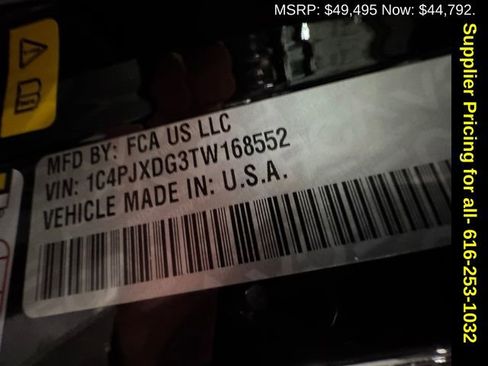 MSRP: $49,495 Now: $44,792.
MFD BY: FCA US LLC
VIN: 1C4PJXDG3TW168552
VEHICLE MADE IN: U.S.A.
Supplier Pricing for all- 616-253-1032